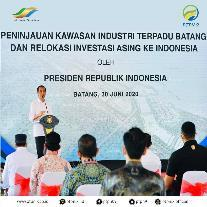 PENINJAUAN KAWASAN INDUSTRI TERPADU BATANG
DAN RELOKASI INVESTASI ASING KE INDONESIA
OLEH
PRESIDEN REPUBLIK INDONESIA
BATANG, 30 JUNI 2020